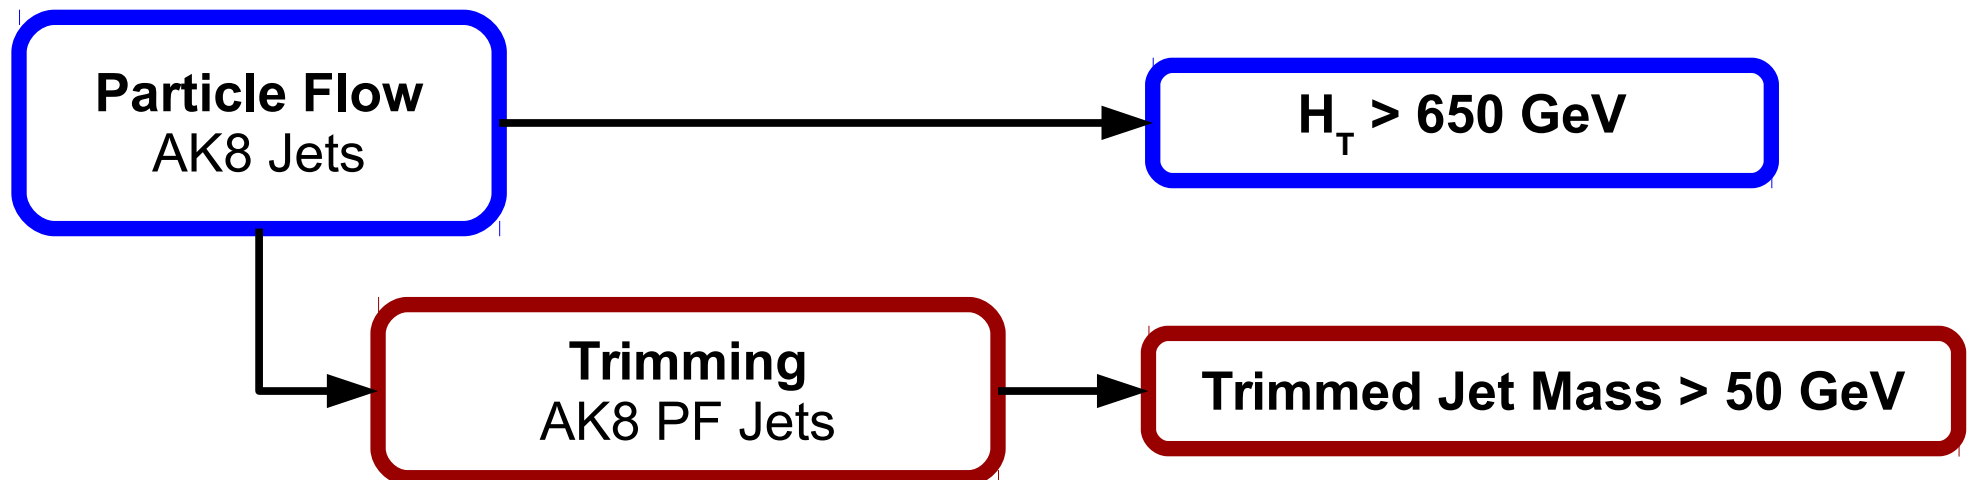 Particle Flow
AK8 Jets
H_T > 650 GeV
Trimming
AK8 PF Jets
Trimmed Jet Mass > 50 GeV